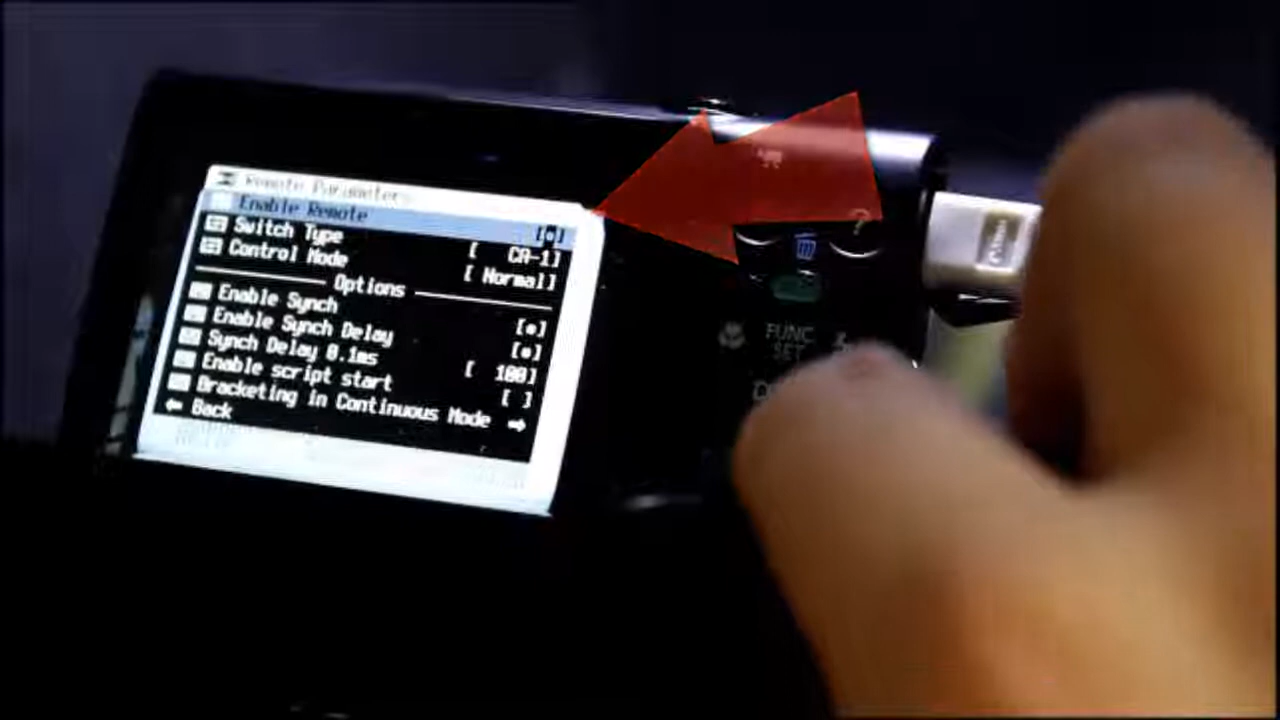 Remote Parameters
Enable Remote [•]
Switch Type [ CA-1]
Control Mode [ Normal]
Options
Enable Synch [•]
Enable Synch Delay [•]
Synch Delay 0.1ms [ 100]
Enable script start [ ]
Bracketing in Continuous Mode →
← Back
?
FUNC
SET